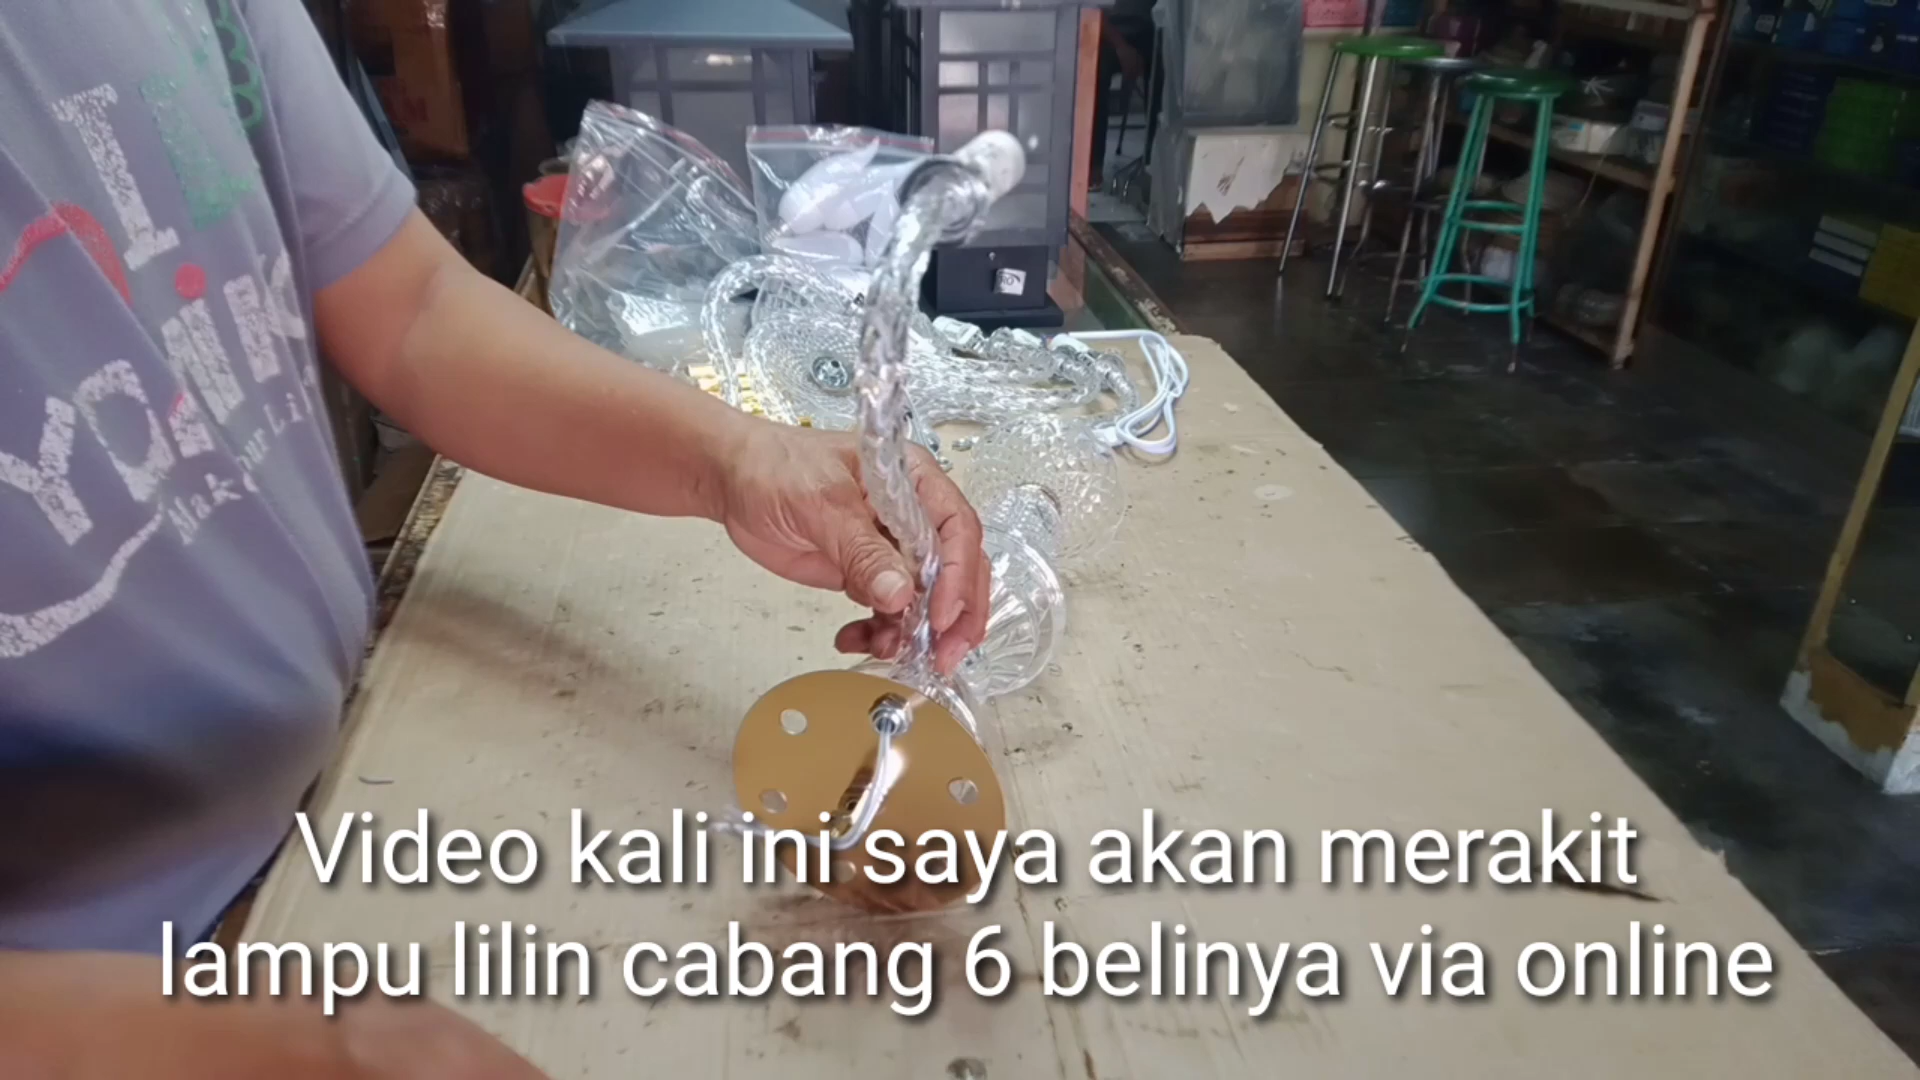 Video kali ini saya akan merakit
lampu lilin cabang 6 belinya via online